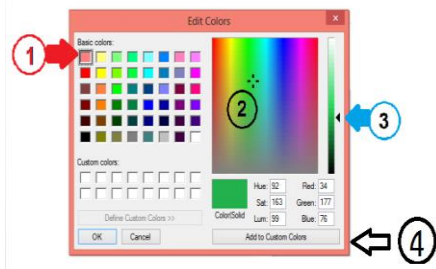 Edit Colors
x
Basic colors:
1
2
3
Custom colors:
Hue: 92 Red: 34
Sat: 163 Green: 177
Color|Solid Lum: 99 Blue: 76
Define Custom Colors >>
OK Cancel Add to Custom Colors
4